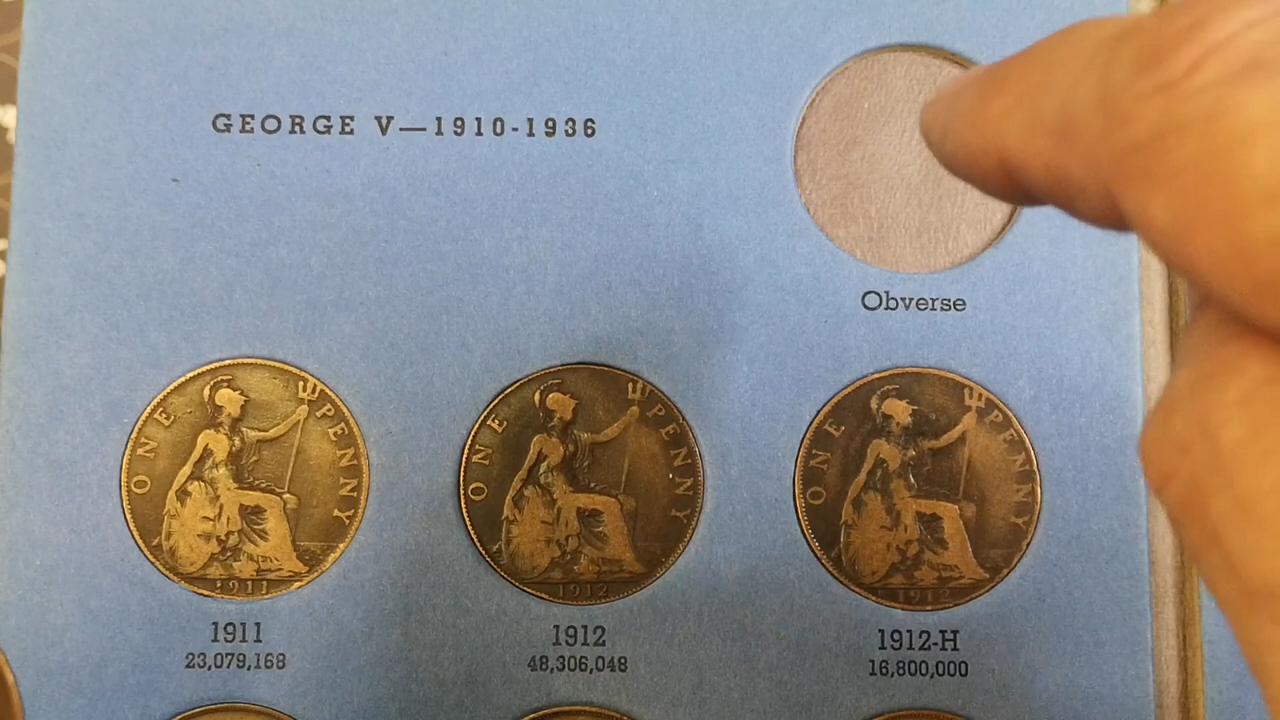 GEORGE V—1910-1936
Obverse
ONE PENNY
1911
ONE PENNY
1912
ONE PENNY
1912
1911
23,079,168
1912
48,306,048
1912-H
16,800,000